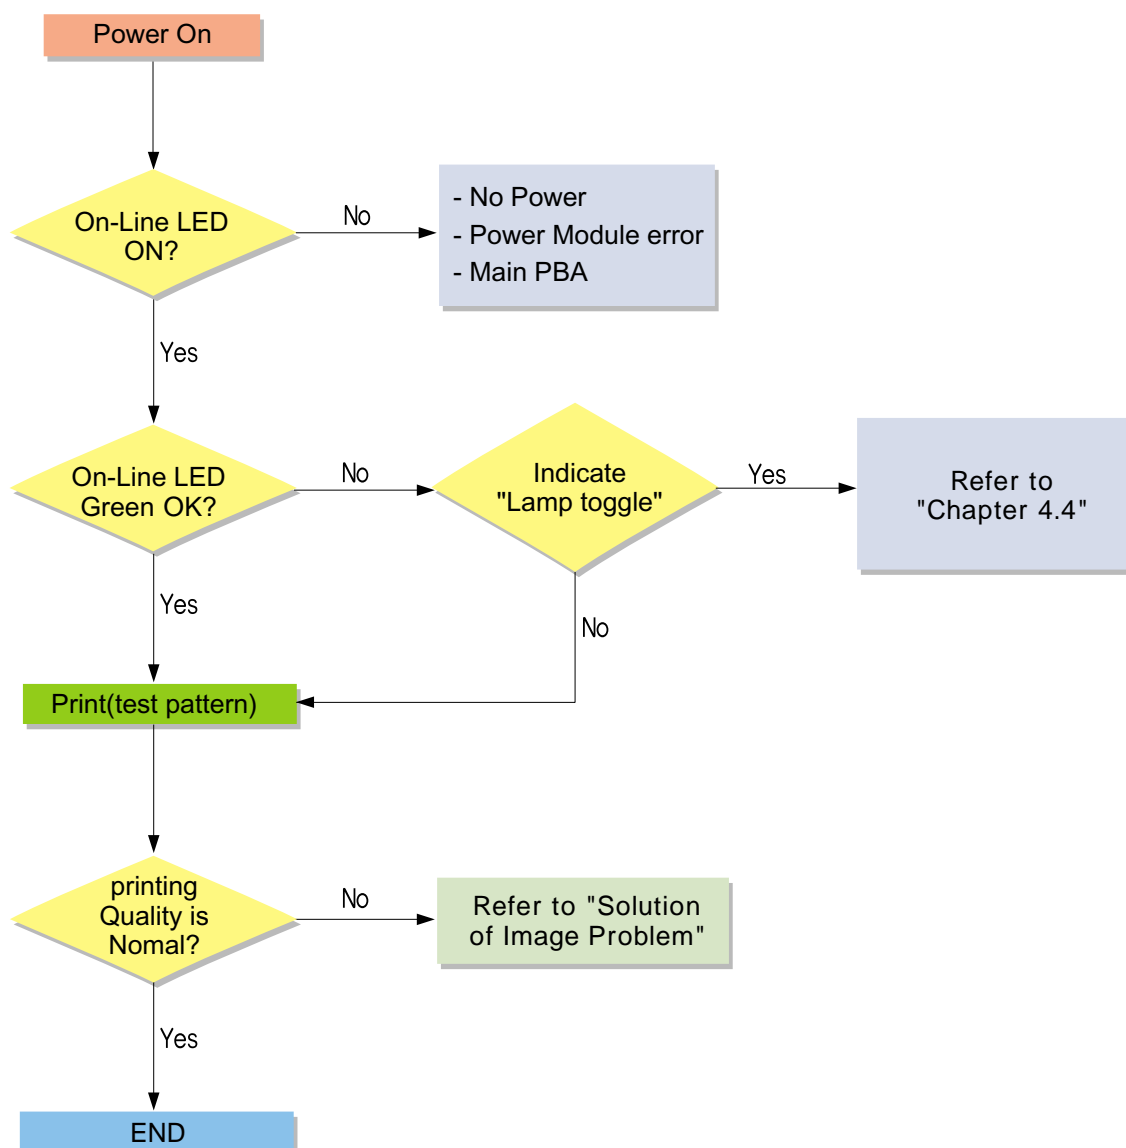 Power On
On-Line LED
ON?
No
- No Power
- Power Module error
- Main PBA
Yes
On-Line LED
Green OK?
No
Indicate
"Lamp toggle"
Yes
Refer to
"Chapter 4.4"
Yes
No
Print(test pattern)
printing
Quality is
Nomal?
No
Refer to "Solution
of Image Problem"
Yes
END